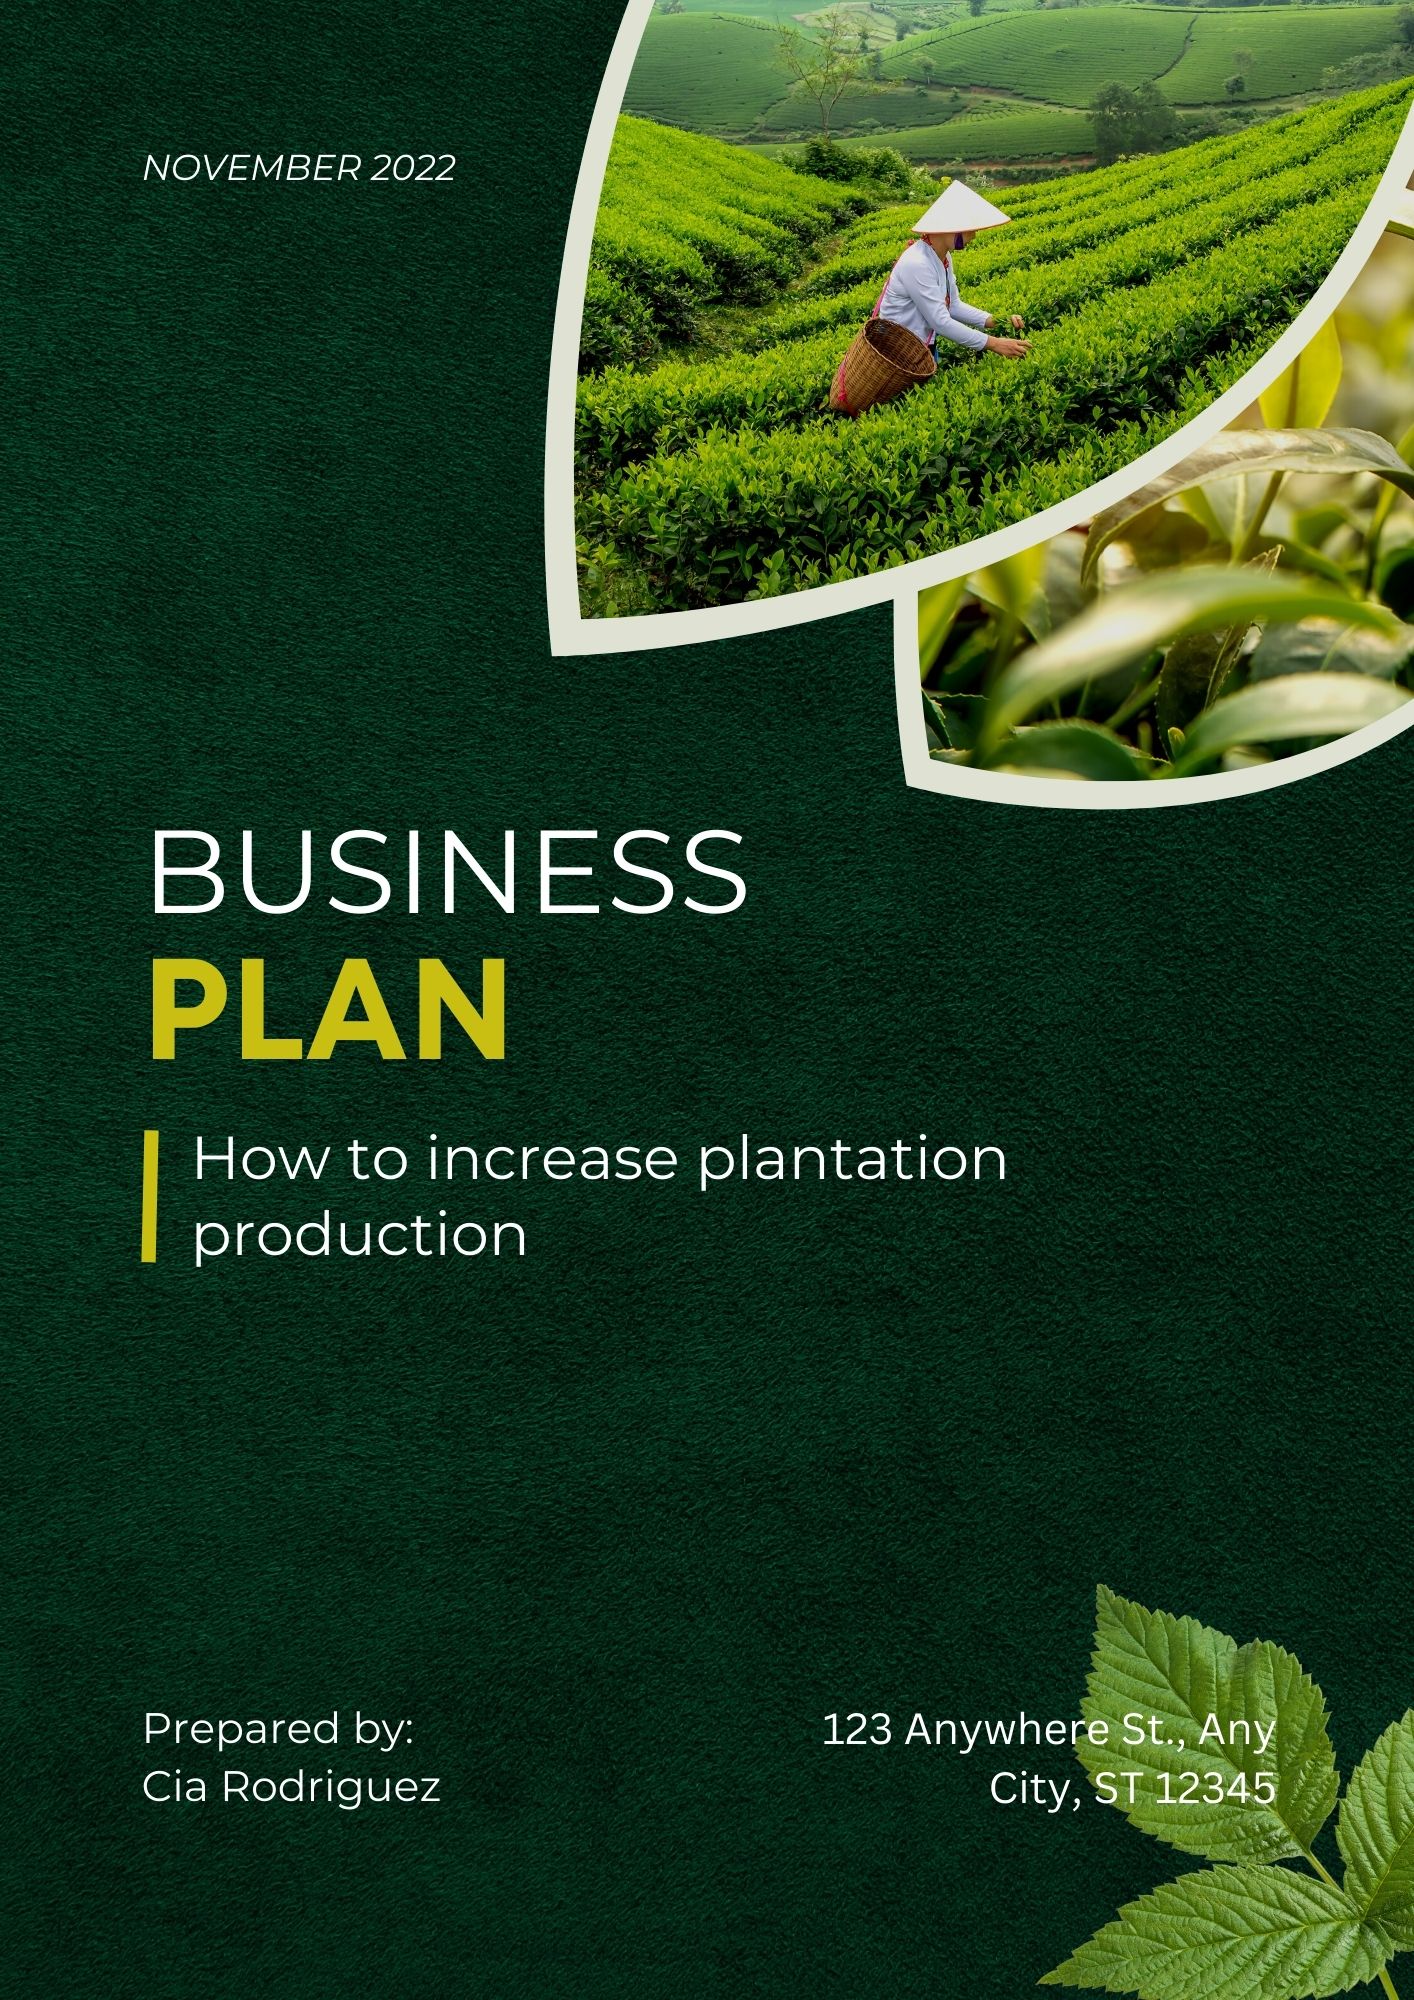 NOVEMBER 2022
BUSINESS
PLAN
How to increase plantation
production
Prepared by:
Cia Rodriguez
123 Anywhere St., Any
City, ST 12345